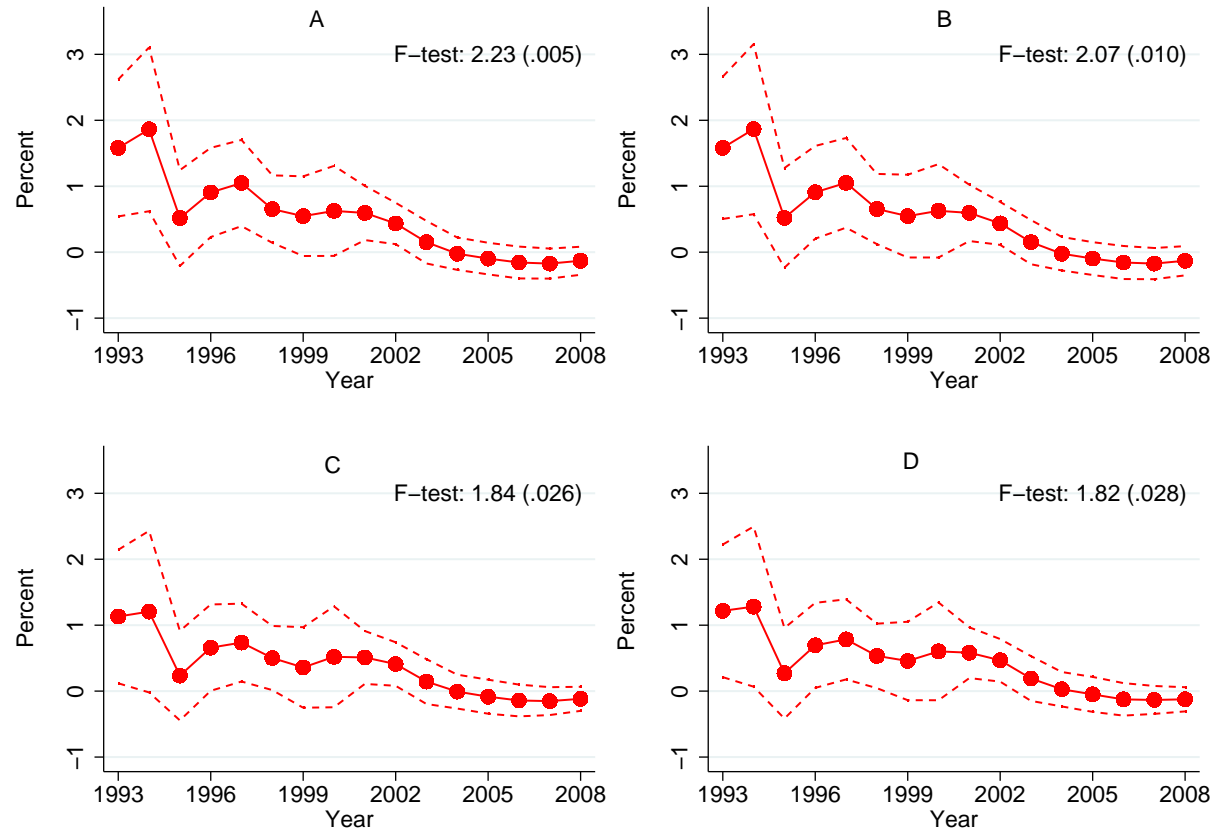 A
F−test: 2.23 (.005)
Percent
3
2
1
0
−1
1993 1996 1999 2002 2005 2008
Year
B
F−test: 2.07 (.010)
Percent
3
2
1
0
−1
1993 1996 1999 2002 2005 2008
Year
C
F−test: 1.84 (.026)
Percent
3
2
1
0
−1
1993 1996 1999 2002 2005 2008
Year
D
F−test: 1.82 (.028)
Percent
3
2
1
0
−1
1993 1996 1999 2002 2005 2008
Year